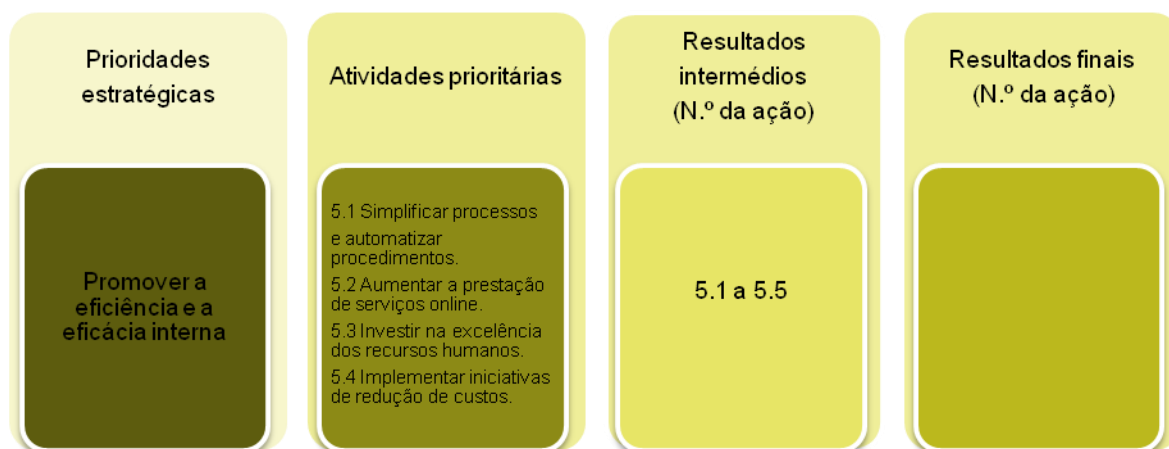 Prioridades
estratégicas
Atividades prioritárias
Resultados
intermédios
(N.º da ação)
Resultados finais
(N.º da ação)
Promover a
eficiência e a
eficácia interna
5.1 Simplificar processos
e automatizar
procedimentos.
5.2 Aumentar a prestação
de serviços online.
5.3 Investir na excelência
dos recursos humanos.
5.4 Implementar iniciativas
de redução de custos.
5.1 a 5.5